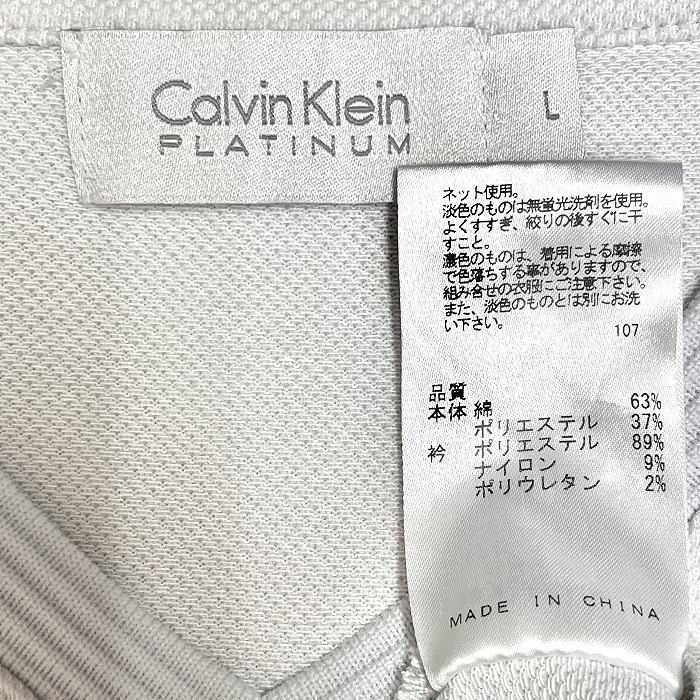 Calvin Klein
PLATINUM
L
ネット使用。
淡色のものは無蛍光洗剤を使用。
よくすすぎ、絞りの後すぐに干
すこと。
濃色のものは、着用による摩擦
で色落ちする事がありますので、
組み合せの衣服にご注意下さい。
また、淡色のものとは別にお洗
い下さい。
107
品質
本体 綿 63%
ポリエステル 37%
衿 ポリエステル 89%
ナイロン 9%
ポリウレタン 2%
MADE IN CHINA